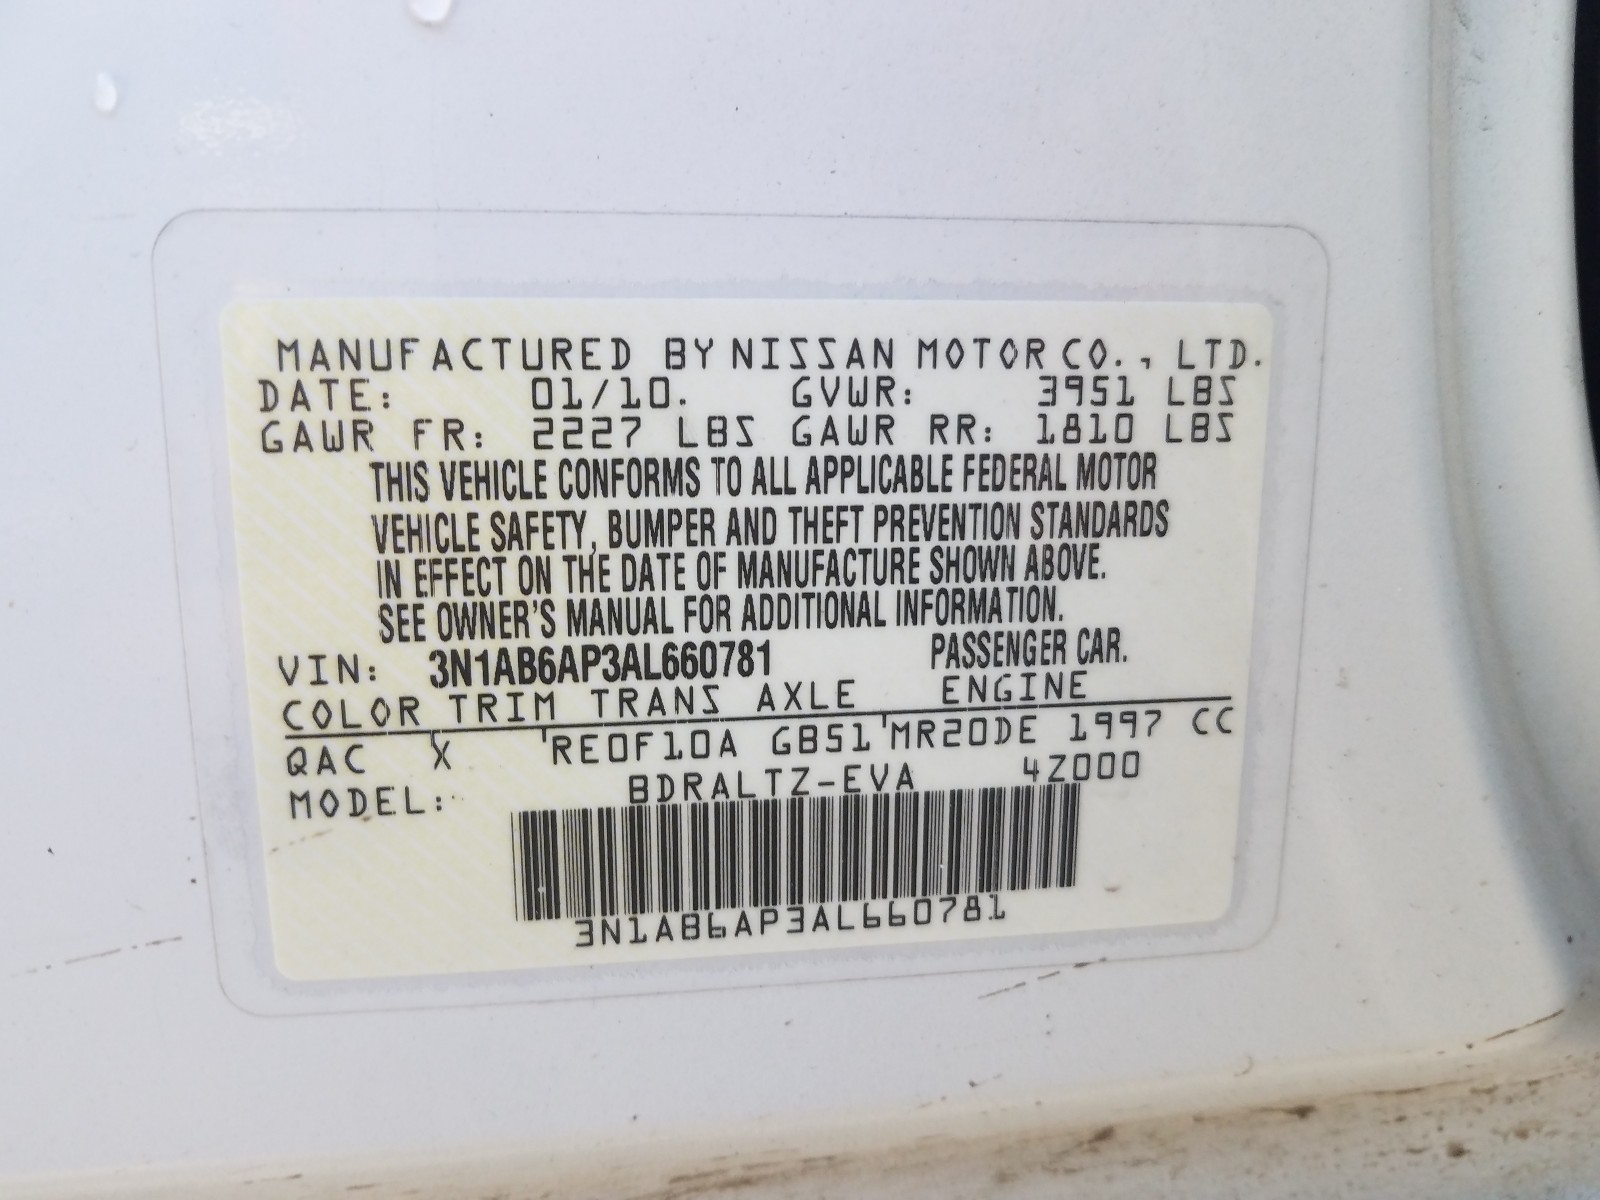 MANUFACTURED BY NISSAN MOTOR CO., LTD.
DATE: 01/10. GVWR: 3951 LBS
GAWR FR: 2227 LBS GAWR RR: 1810 LBS
THIS VEHICLE CONFORMS TO ALL APPLICABLE FEDERAL MOTOR
VEHICLE SAFETY, BUMPER AND THEFT PREVENTION STANDARDS
IN EFFECT ON THE DATE OF MANUFACTURE SHOWN ABOVE.
SEE OWNER'S MANUAL FOR ADDITIONAL INFORMATION.
VIN: 3N1AB6AP3AL660781 PASSENGER CAR.
COLOR TRIM TRANS AXLE ENGINE
QAC X RE0F10A GB51 MR20DE 1997 CC
MODEL: BDRALTZ-EVA 4Z000
3N1AB6AP3AL660781